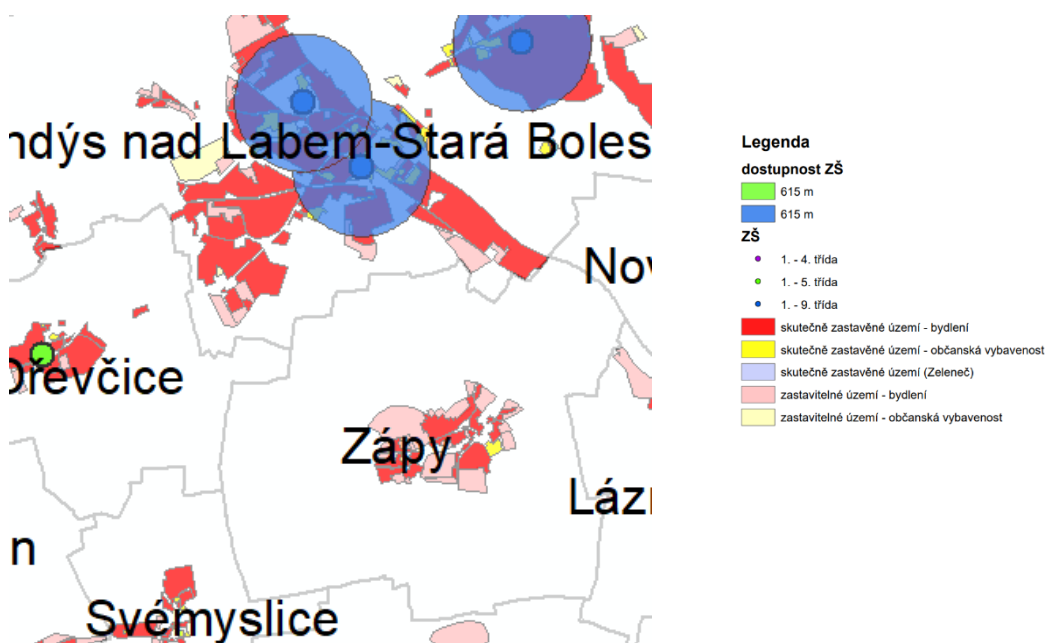 ndýs nad Labem-Stará Boles
Nov
Dřevčice
Zápy
Lázn
n
Svémyslice
Legenda
dostupnost ZŠ
615 m
615 m
ZŠ
1. - 4. třída
1. - 5. třída
1. - 9. třída
skutečně zastavěné území - bydlení
skutečně zastavěné území - občanská vybavenost
skutečně zastavěné území (Zeleneč)
zastavitelné území - bydlení
zastavitelné území - občanská vybavenost